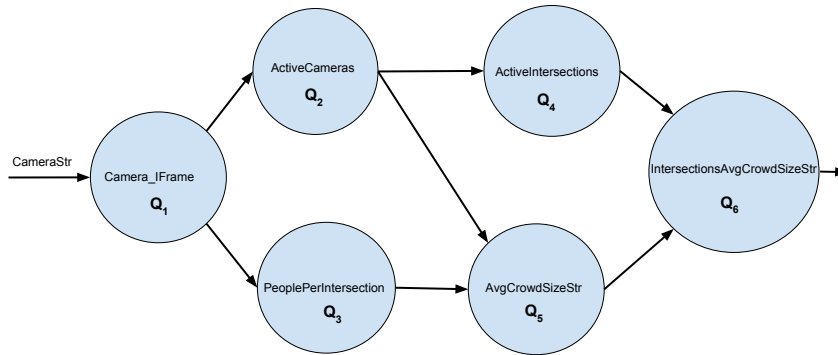 CameraStr
Camera_IFrame
Q1
ActiveCameras
Q2
PeoplePerIntersection
Q3
ActiveIntersections
Q4
AvgCrowdSizeStr
Q5
IntersectionsAvgCrowdSizeStr
Q6